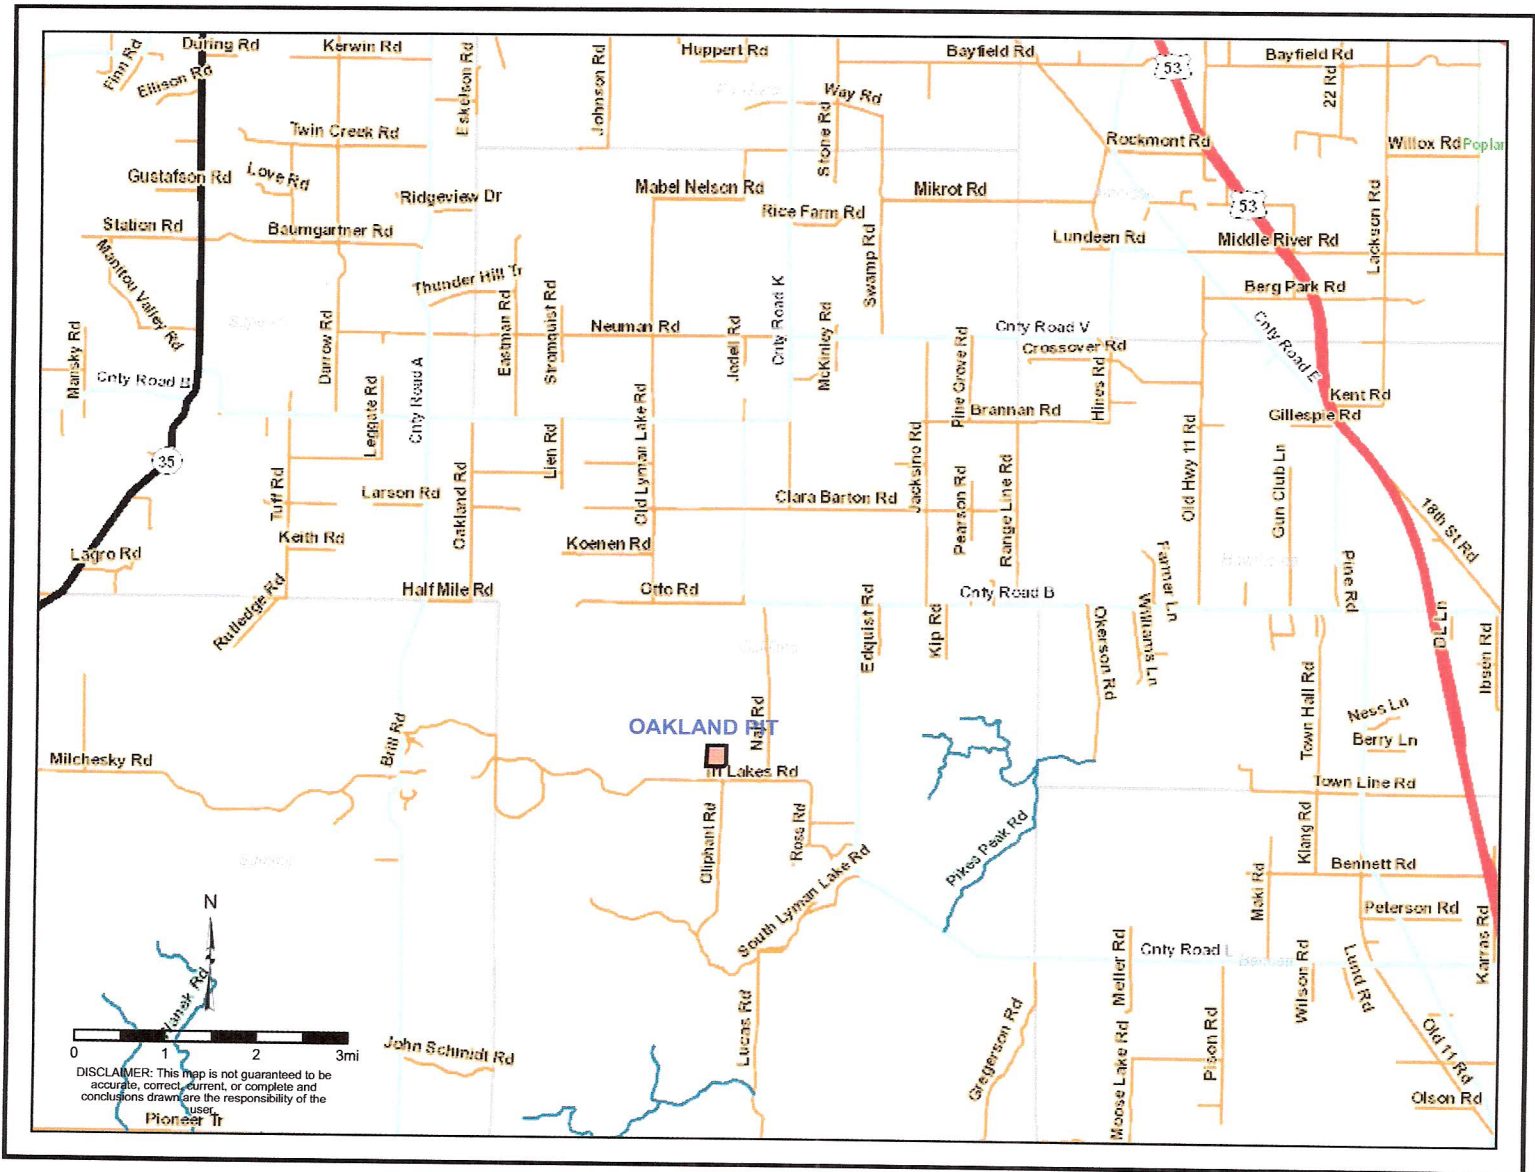 Finn Rd
During Rd
Kerwin Rd
Eskelson Rd
Johnson Rd
Huppert Rd
Bayfield Rd
53
Bayfield Rd
22 Rd
Ellison Rd
Way Rd
Stone Rd
Twin Creek Rd
Rockmont Rd
Willox Rd
Poplar
Gustafson Rd
Love Rd
Ridgeview Dr
Mabel Nelson Rd
Mikrot Rd
53
Rice Farm Rd
Station Rd
Baumgartner Rd
Lundeen Rd
Middle River Rd
Lackson Rd
Swamp Rd
Manitou Valley Rd
Thunder Hill Tr
Berg Park Rd
Eastman Rd
Stromquist Rd
Cnty Road K
Neuman Rd
Cnty Road V
Crossover Rd
Cnty Road E
Mansky Rd
Darrow Rd
Jodell Rd
McKinley Rd
Pine Grove Rd
Hines Rd
Cnty Road B
Leggate Rd
Cnty Road A
Kent Rd
Brannan Rd
Gillespie Rd
35
Lien Rd
Old Lyman Lake Rd
Jacksino Rd
Old Hwy 11 Rd
Gun Club Ln
Tuff Rd
Larson Rd
Oakland Rd
Clara Barton Rd
Pearson Rd
Range Line Rd
18th St Rd
Keith Rd
Koenen Rd
Lagro Rd
Farmer Ln
Pine Rd
Rutledge Rd
Half Mile Rd
Otto Rd
Cnty Road B
Edquist Rd
Kip Rd
Okerson Rd
Williams Ln
DL Ln
Ibsen Rd
Town Hall Rd
Ness Ln
Berry Ln
Brill Rd
OAKLAND PIT
Milchesky Rd
Tri Lakes Rd
Town Line Rd
Oliphant Rd
Ross Rd
Pikes Peak Rd
Klang Rd
Bennett Rd
South Lyman Lake Rd
Maki Rd
Peterson Rd
N
Meller Rd
Cnty Road L
Wilson Rd
Lund Rd
Karras Rd
Lucas Rd
Gregerson Rd
Moose Lake Rd
Pison Rd
Old 11 Rd
0 1 2 3mi
John Schmidt Rd
DISCLAIMER: This map is not guaranteed to be
accurate, correct, current, or complete and
conclusions drawn are the responsibility of the
user.
Pioneer Tr
Olson Rd